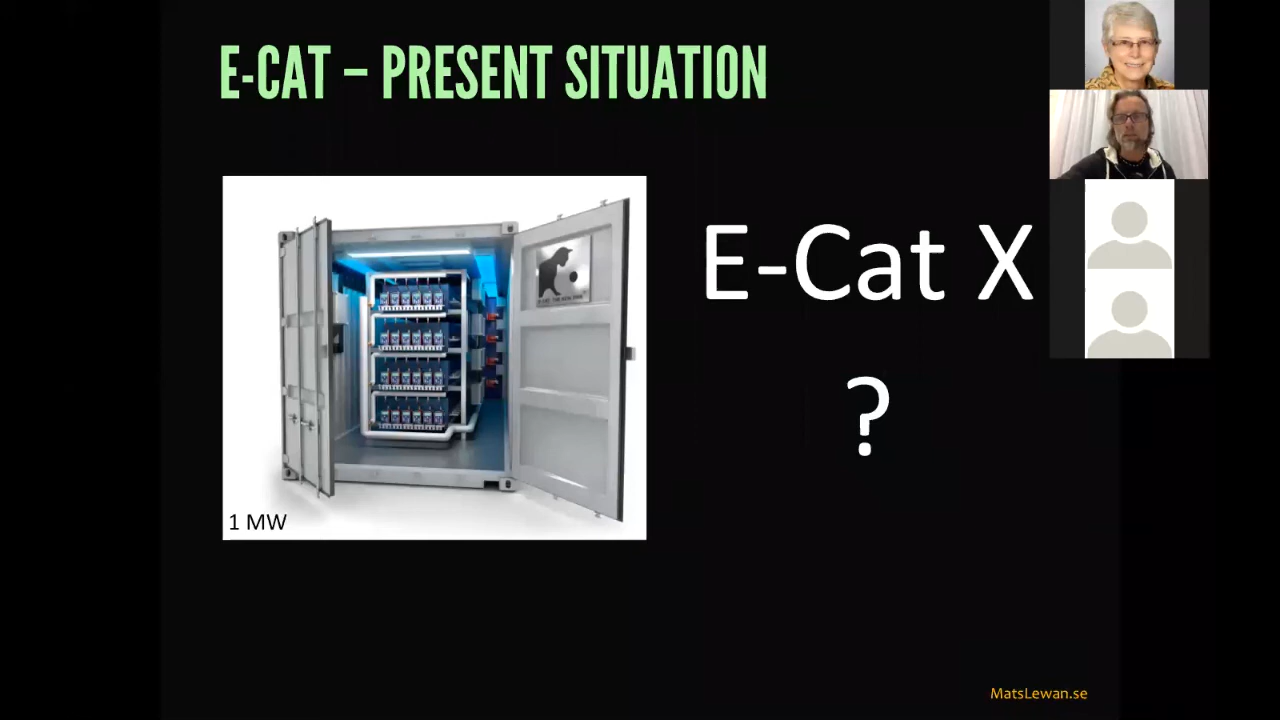 E-CAT – PRESENT SITUATION
E-Cat X
?
1 MW
MatsLewan.se